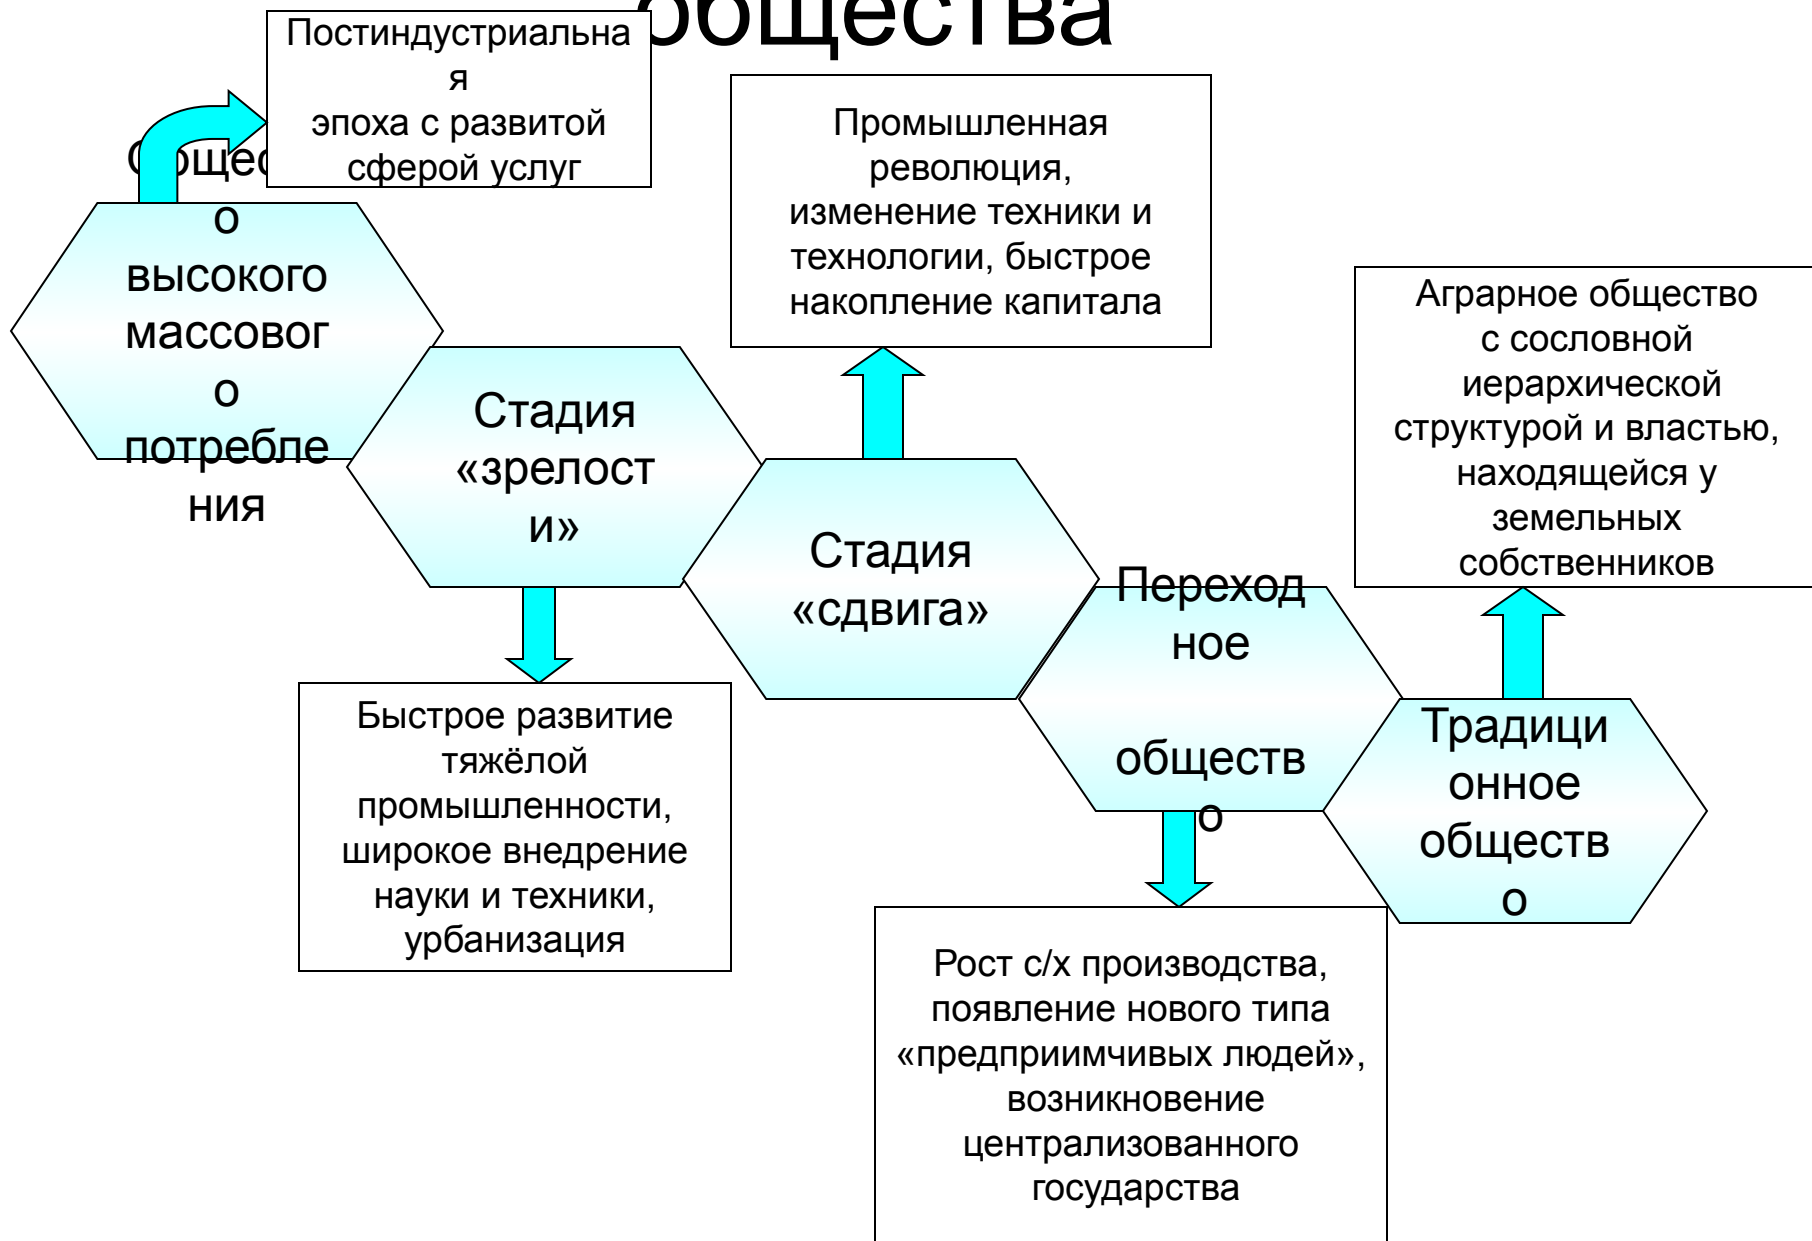 общества
Постиндустриальна
я
эпоха с развитой
сферой услуг
о
высокого
массовог
о
потребле
ния
Промышленная
революция,
изменение техники и
технологии, быстрое
накопление капитала
Аграрное общество
с сословной
иерархической
структурой и властью,
находящейся у
земельных
собственников
Стадия
«зрелост
и»
Стадия
«сдвига»
Переход
ное
обществ
о
Традици
онное
обществ
о
Быстрое развитие
тяжёлой
промышленности,
широкое внедрение
науки и техники,
урбанизация
Рост с/х производства,
появление нового типа
«предприимчивых людей»,
возникновение
централизованного
государства